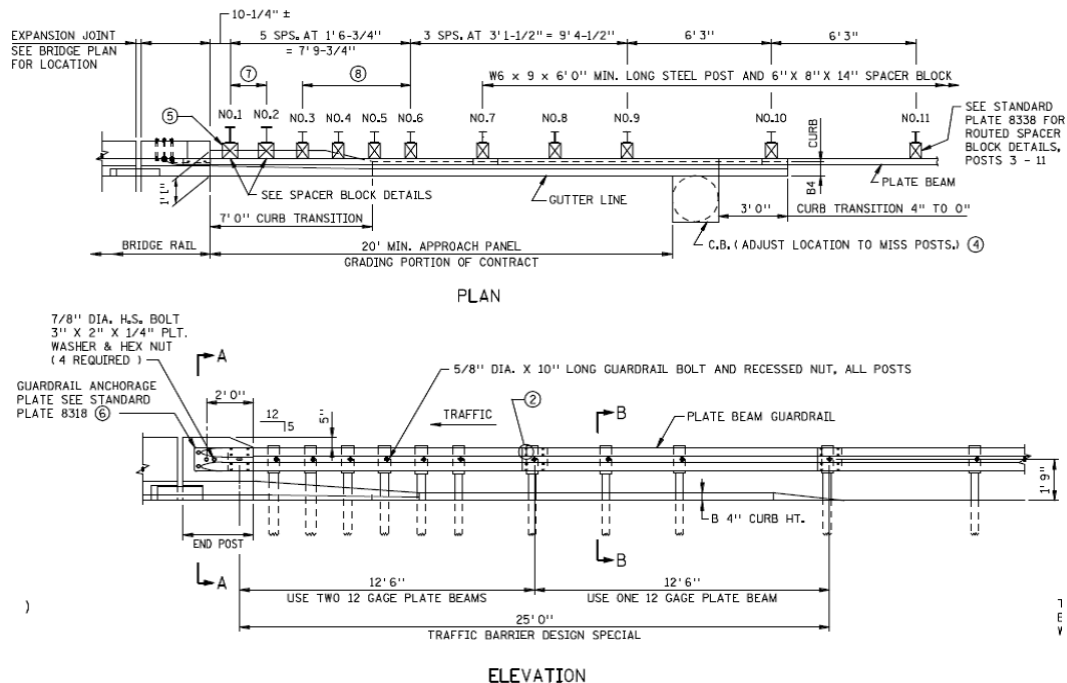 10-1/4" ±
EXPANSION JOINT
SEE BRIDGE PLAN
FOR LOCATION
5 SPS. AT 1'6-3/4"
= 7'9-3/4"
3 SPS. AT 3'1-1/2" = 9'4-1/2"
6'3"
6'3"
7
8
W6 x 9 x 6'0" MIN. LONG STEEL POST AND 6" X 8" X 14" SPACER BLOCK
5
NO.1
NO.2
NO.3
NO.4
NO.5
NO.6
NO.7
NO.8
NO.9
NO.10
NO.11
SEE STANDARD
PLATE 8338 FOR
ROUTED SPACER
BLOCK DETAILS,
POSTS 3 - 11
CURB
B4
PLATE BEAM
1'1"
SEE SPACER BLOCK DETAILS
GUTTER LINE
7'0" CURB TRANSITION
3'0"
CURB TRANSITION 4" TO 0"
BRIDGE RAIL
20' MIN. APPROACH PANEL
GRADING PORTION OF CONTRACT
C.B. (ADJUST LOCATION TO MISS POSTS.) 4
PLAN
7/8" DIA. H.S. BOLT
3" X 2" X 1/4" PLT.
WASHER & HEX NUT
(4 REQUIRED)
A
GUARDRAIL ANCHORAGE
PLATE SEE STANDARD
PLATE 8318 6
2'0"
12
5
5"
TRAFFIC
5/8" DIA. X 10" LONG GUARDRAIL BOLT AND RECESSED NUT, ALL POSTS
2
B
PLATE BEAM GUARDRAIL
1'9"
B 4" CURB HT.
END POST
A
B
12'6"
USE TWO 12 GAGE PLATE BEAMS
12'6"
USE ONE 12 GAGE PLATE BEAM
25'0"
TRAFFIC BARRIER DESIGN SPECIAL
)
ELEVATION